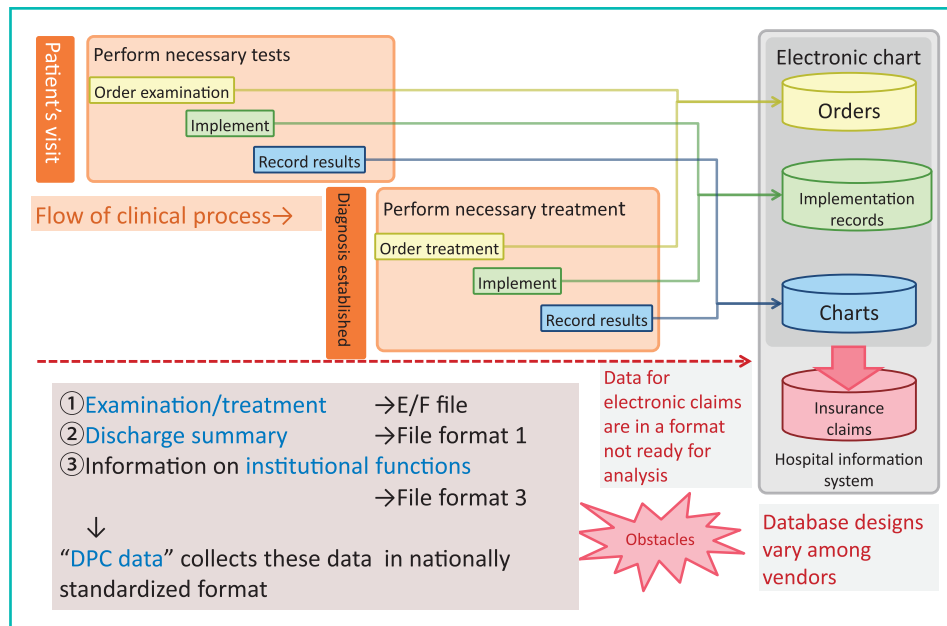 Patient's visit
Perform necessary tests
Order examination
Implement
Record results
Flow of clinical process→
Diagnosis established
Perform necessary treatment
Order treatment
Implement
Record results
Electronic chart
Orders
Implementation
records
Charts
Insurance
claims
Hospital information
system
①Examination/treatment →E/F file
②Discharge summary →File format 1
③Information on institutional functions
→File format 3
↓
“DPC data” collects these data in nationally
standardized format
Data for
electronic claims
are in a format
not ready for
analysis
Obstacles
Database designs
vary among
vendors